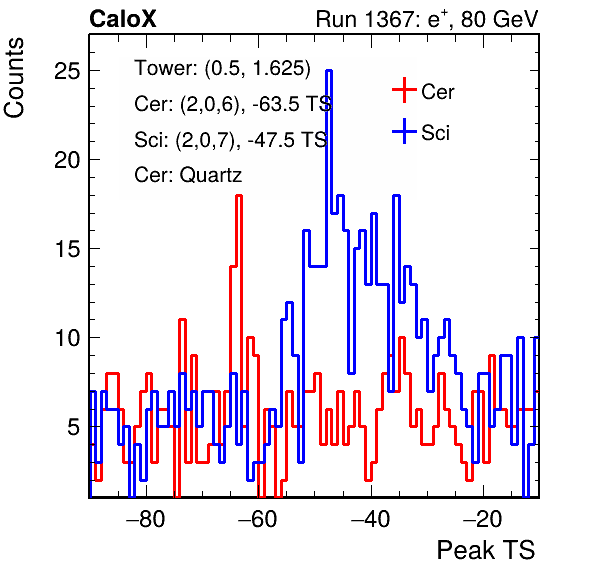 CaloX Run 1367: e⁺, 80 GeV
Counts
Tower: (0.5, 1.625)
Cer: (2,0,6), -63.5 TS
Sci: (2,0,7), -47.5 TS
Cer: Quartz
Cer
Sci
25
20
15
10
5
−80 −60 −40 −20
Peak TS